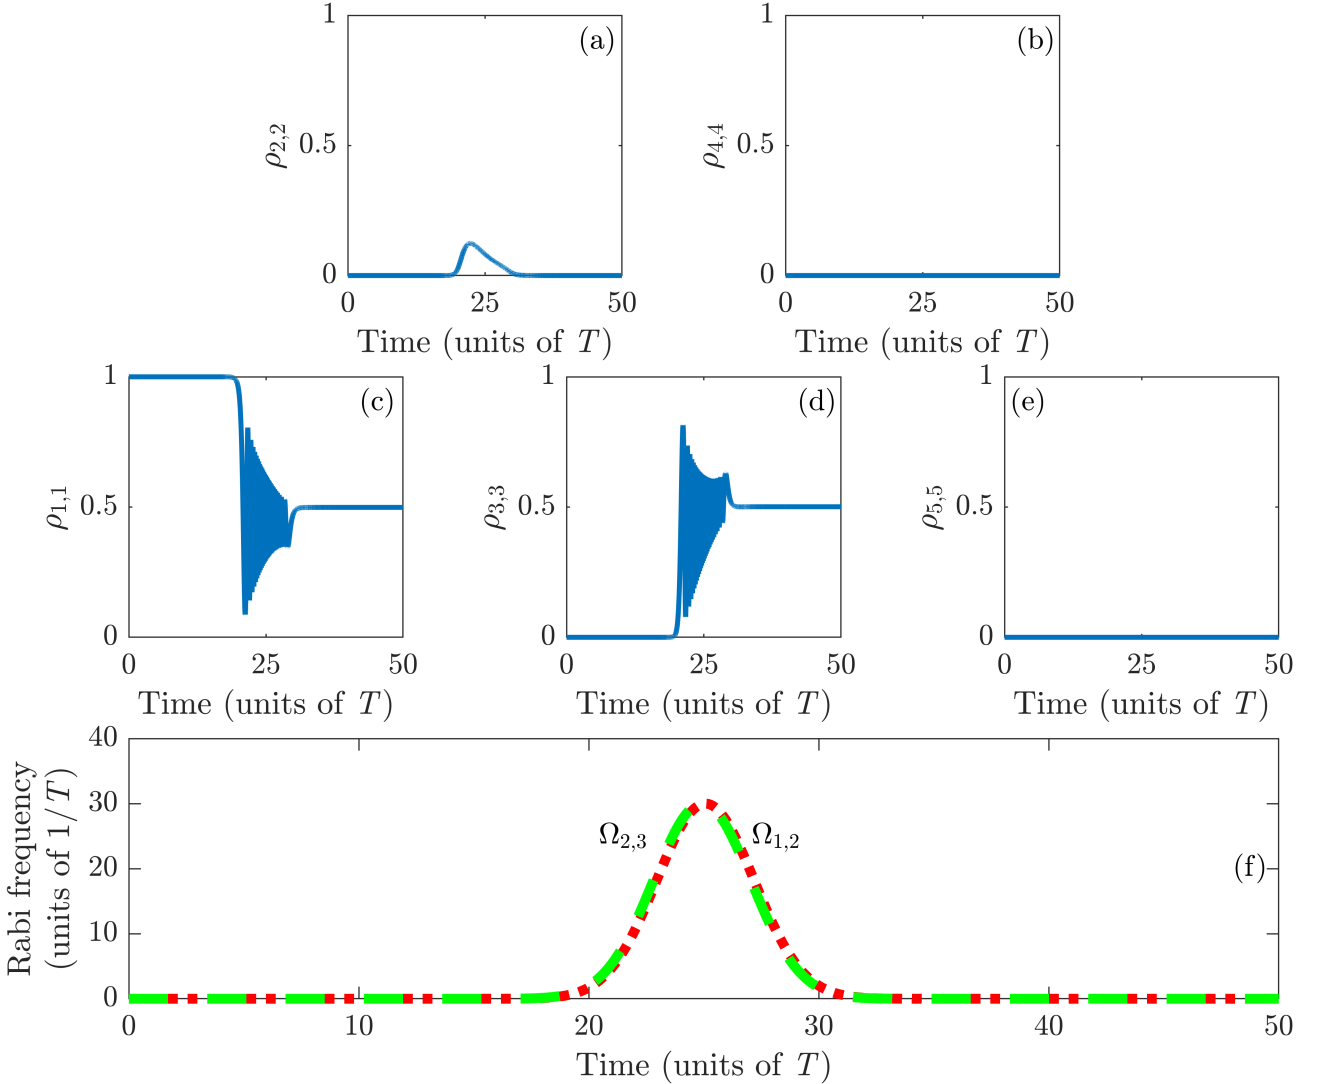 1
(a)
0.5
ρ2,2
0
0 25 50
Time (units of T)
1
(b)
0.5
ρ4,4
0
0 25 50
Time (units of T)
1
(c)
0.5
ρ1,1
0
0 25 50
Time (units of T)
1
(d)
0.5
ρ3,3
0
0 25 50
Time (units of T)
1
(e)
0.5
ρ5,5
0
0 25 50
Time (units of T)
40
30
20
10
0
Rabi frequency
(units of 1/T)
Ω2,3
Ω1,2
(f)
0 10 20 30 40 50
Time (units of T)